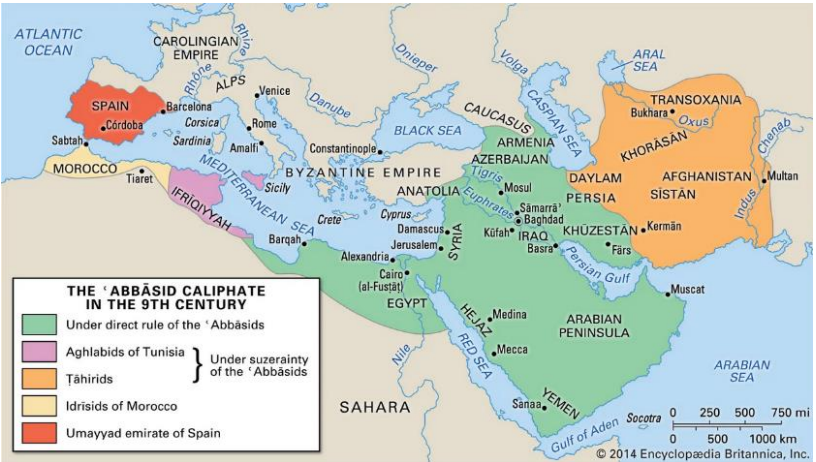 ATLANTIC
OCEAN
CAROLINGIAN
EMPIRE
Rhine
Rhône
ALPS
Venice
Danube
Dnieper
Volga
ARAL
SEA
CASPIAN SEA
CAUCASUS
TRANSOXANIA
Bukhara
Oxus
Chenab
SPAIN
Barcelona
Córdoba
Corsica
Sardinia
Rome
Amalfi
Constantinople
BLACK SEA
ARMENIA
AZERBAIJAN
KHORĀSĀN
Sabtah
MOROCCO
Tiaret
MEDITERRANEAN SEA
IFRĪQIYYAH
Sicily
BYZANTINE EMPIRE
ANATOLIA
Tigris
Mosul
Euphrates
DAYLAM
PERSIA
AFGHANISTAN
SĪSTĀN
Multan
Indus
Crete
Cyprus
Sāmarrāʾ
Baghdad
Barqah
Damascus
Jerusalem
SYRIA
Kūfah
IRAQ
Basra
KHŪZESTĀN
Kermān
Fārs
Alexandria
Cairo
(al-Fusṭāṭ)
EGYPT
Persian Gulf
Muscat
THE ʿABBĀSID CALIPHATE
IN THE 9TH CENTURY
Under direct rule of the ʿAbbāsids
Aghlabids of Tunisia
Ṭāhirids
Under suzerainty
of the ʿAbbāsids
Idrīsids of Morocco
Umayyad emirate of Spain
HEJAZ
Medina
Mecca
ARABIAN
PENINSULA
Nile
RED SEA
ARABIAN
SEA
SAHARA
Sanaa
YEMEN
Gulf of Aden
Socotra
0 250 500 750 mi
0 500 1000 km
© 2014 Encyclopædia Britannica, Inc.